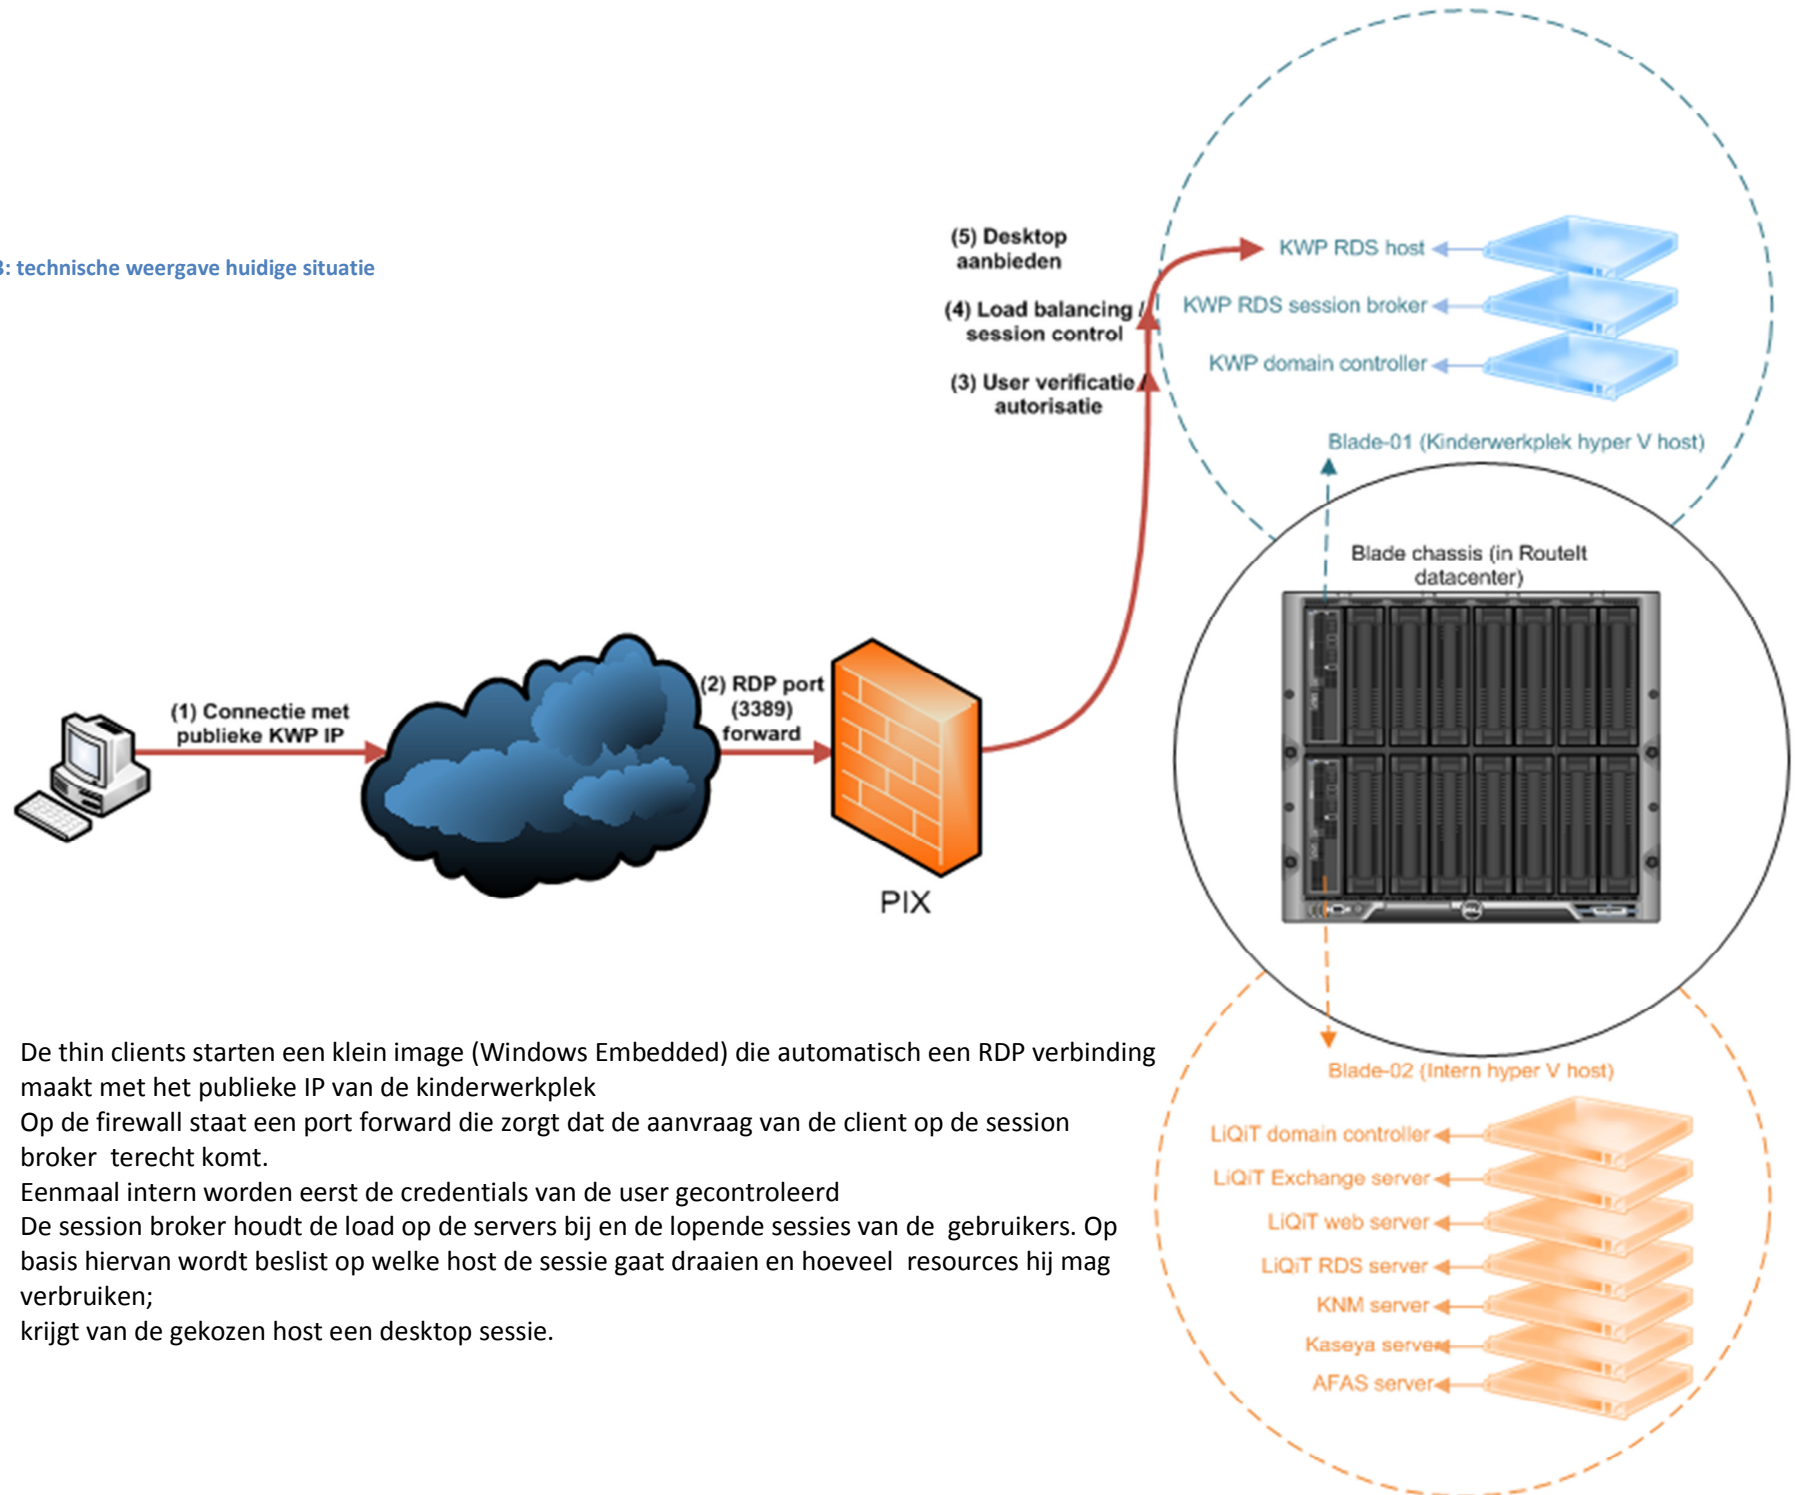 3: technische weergave huidige situatie
(5) Desktop
aanbieden
(4) Load balancing /
session control
(3) User verificatie /
autorisatie
KWP RDS host
KWP RDS session broker
KWP domain controller
Blade-01 (Kinderwerkplek hyper V host)
Blade chassis (in RouteIt
datacenter)
(1) Connectie met
publieke KWP IP
(2) RDP port
(3389)
forward
PIX
DELL
Blade-02 (Intern hyper V host)
LiQiT domain controller
LiQiT Exchange server
LiQiT web server
LiQiT RDS server
KNM server
Kaseya server
AFAS server
De thin clients starten een klein image (Windows Embedded) die automatisch een RDP verbinding
maakt met het publieke IP van de kinderwerkplek
Op de firewall staat een port forward die zorgt dat de aanvraag van de client op de session
broker terecht komt.
Eenmaal intern worden eerst de credentials van de user gecontroleerd
De session broker houdt de load op de servers bij en de lopende sessies van de gebruikers. Op
basis hiervan wordt beslist op welke host de sessie gaat draaien en hoeveel resources hij mag
verbruiken;
krijgt van de gekozen host een desktop sessie.